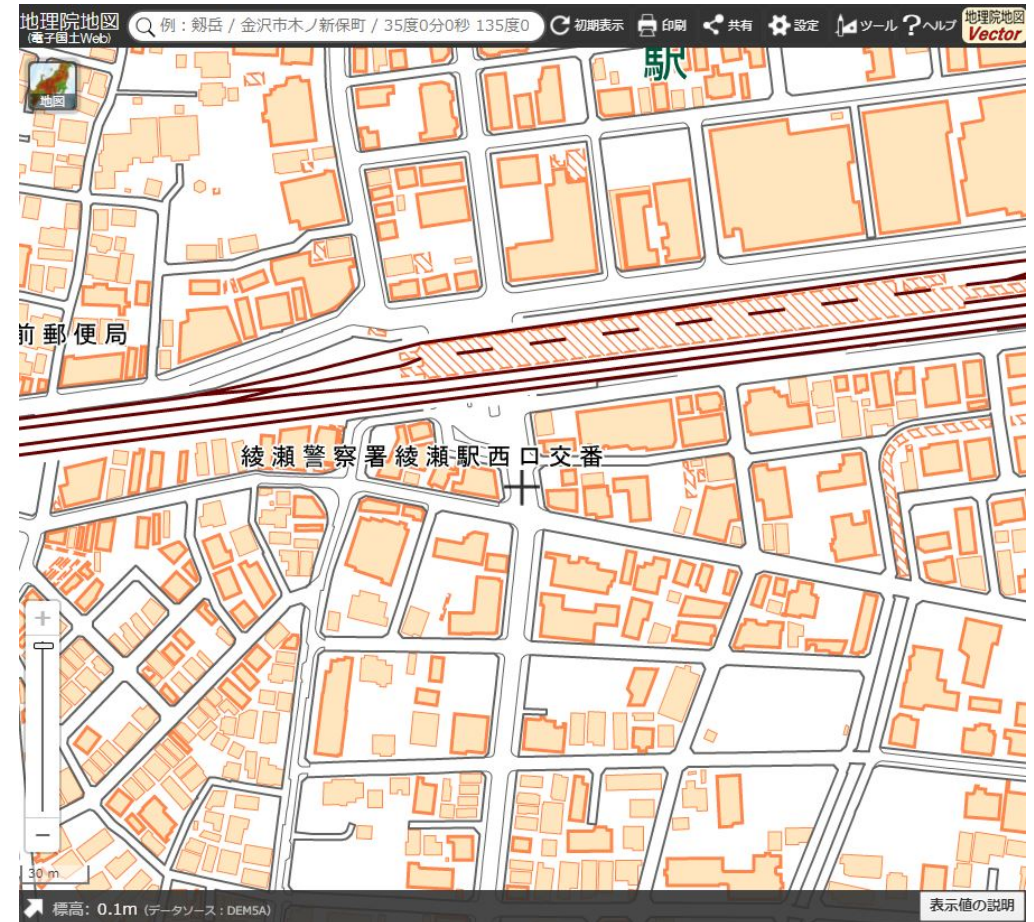 地理院地図
(電子国土Web)
例：剱岳 / 金沢市木ノ新保町 / 35度0分0秒 135度0
初期表示
印刷
共有
設定
ツール
ヘルプ
地理院地図
Vector
地図
駅
前郵便局
綾瀬警察署綾瀬駅西口交番
+
−
30 m
標高: 0.1m (データソース：DEM5A)
表示値の説明